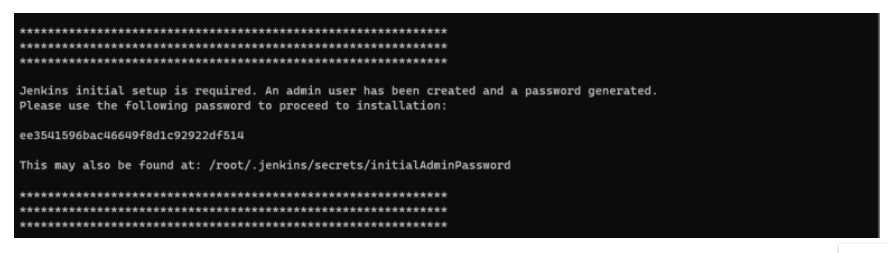 *************************************************************
*************************************************************
*************************************************************
Jenkins initial setup is required. An admin user has been created and a password generated.
Please use the following password to proceed to installation:
ee3541596bac46649f8d1c92922df514
This may also be found at: /root/.jenkins/secrets/initialAdminPassword
*************************************************************
*************************************************************
*************************************************************